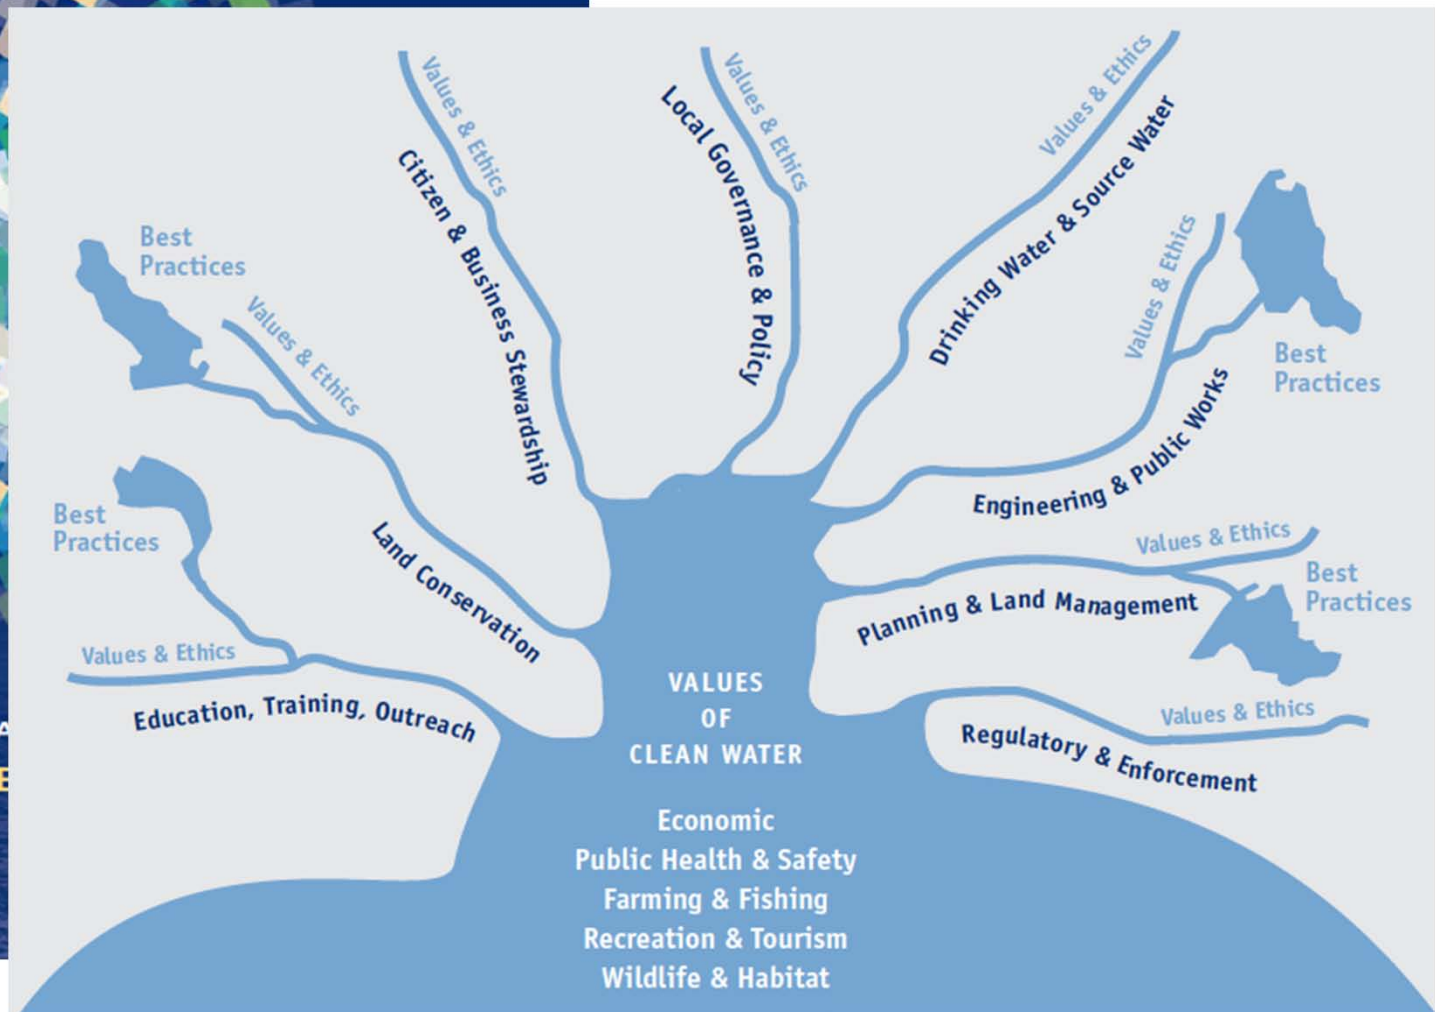 Values & Ethics
Citizen & Business Stewardship
Values & Ethics
Local Governance & Policy
Values & Ethics
Drinking Water & Source Water
Best
Practices
Values & Ethics
Land Conservation
Values & Ethics
Engineering & Public Works
Best
Practices
Best
Practices
Values & Ethics
Education, Training, Outreach
Values & Ethics
Planning & Land Management
Best
Practices
Values & Ethics
Regulatory & Enforcement
VALUES
OF
CLEAN WATER
Economic
Public Health & Safety
Farming & Fishing
Recreation & Tourism
Wildlife & Habitat